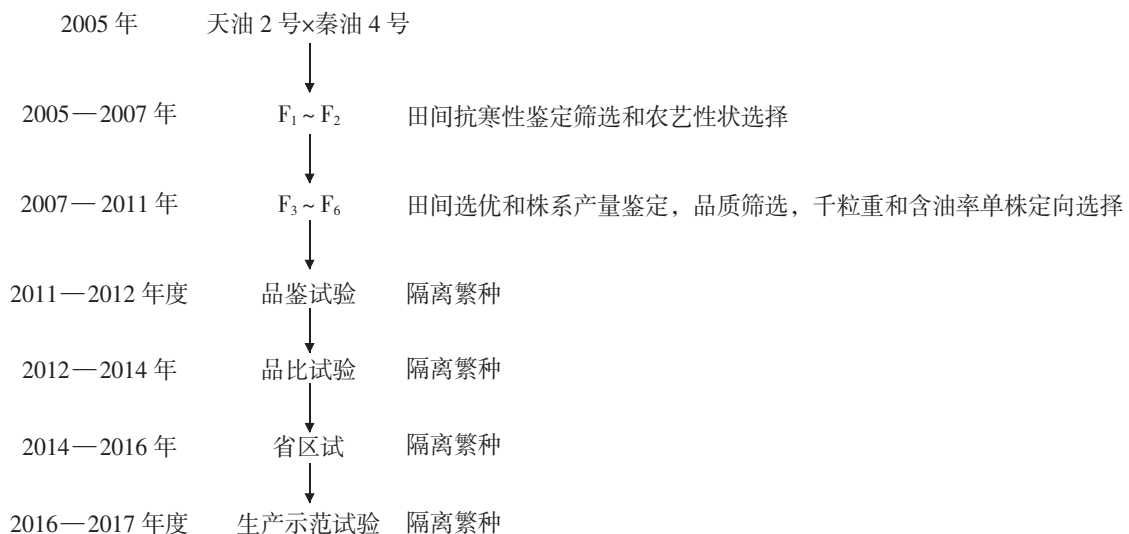 2005 年 天油 2 号×秦油 4 号
2005—2007 年 F₁ ~ F₂ 田间抗寒性鉴定筛选和农艺性状选择
2007—2011 年 F₃ ~ F₆ 田间选优和株系产量鉴定，品质筛选，千粒重和含油率单株定向选择
2011—2012 年度 品鉴试验 隔离繁种
2012—2014 年 品比试验 隔离繁种
2014—2016 年 省区试 隔离繁种
2016—2017 年度 生产示范试验 隔离繁种